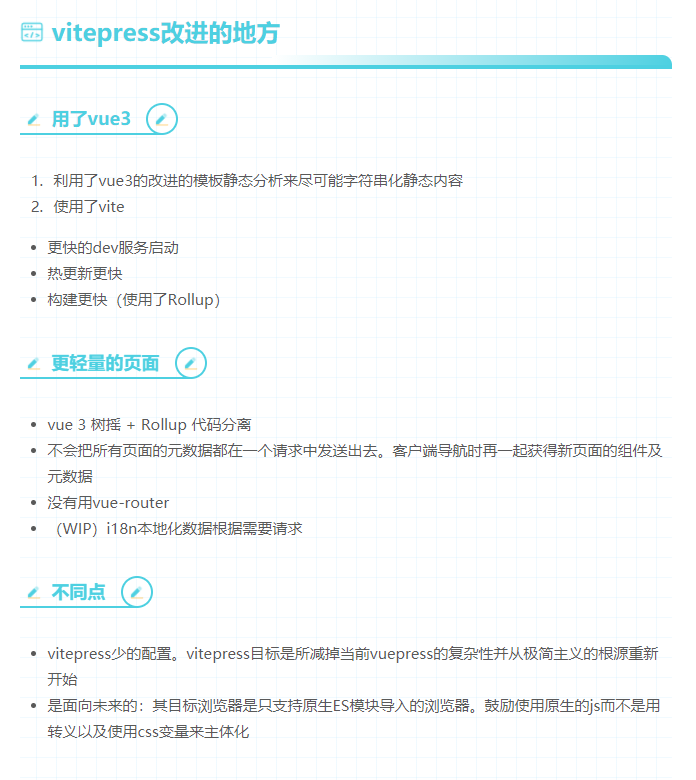 vitepress改进的地方
用了vue3
1. 利用了vue3的改进的模板静态分析来尽可能字符串化静态内容
2. 使用了vite
• 更快的dev服务启动
• 热更新更快
• 构建更快（使用了Rollup）
更轻量的页面
• vue 3 树摇 + Rollup 代码分离
• 不会把所有页面的元数据都在一个请求中发送出去。客户端导航时再一起获得新页面的组件及
元数据
• 没有用vue-router
• （WIP）i18n本地化数据根据需要请求
不同点
• vitepress少的配置。vitepress目标是所减掉当前vuepress的复杂性并从极简主义的根源重新
开始
• 是面向未来的：其目标浏览器是只支持原生ES模块导入的浏览器。鼓励使用原生的js而不是用
转义以及使用css变量来主体化